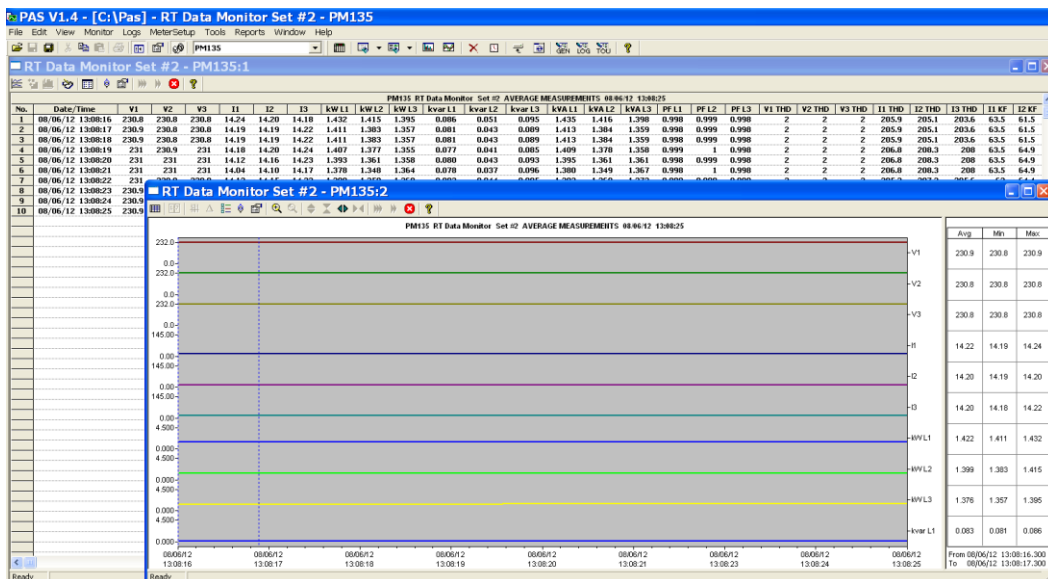 PAS V1.4 - [C:\Pas] - RT Data Monitor Set #2 - PM135
File Edit View Monitor Logs MeterSetup Tools Reports Window Help
PM135
RT Data Monitor Set #2 - PM135:1
PM135 RT Data Monitor Set #2 AVERAGE MEASUREMENTS 08/06/12 13:08:25
No. Date/Time V1 V2 V3 I1 I2 I3 kW L1 kW L2 kW L3 kvar L1 kvar L2 kvar L3 kVA L1 kVA L2 kVA L3 PF L1 PF L2 PF L3 V1 THD V2 THD V3 THD I1 THD I2 THD I3 THD I1 KF I2 KF
1 08/06/12 13:08:16 230.8 230.8 230.8 14.24 14.20 14.18 1.432 1.415 1.395 0.086 0.051 0.095 1.435 1.416 1.398 0.998 0.999 0.998 2 2 2 205.9 205.1 203.6 63.5 61.5
2 08/06/12 13:08:17 230.9 230.8 230.8 14.19 14.19 14.22 1.411 1.383 1.357 0.081 0.043 0.089 1.413 1.384 1.359 0.998 0.999 0.998 2 2 2 205.9 205.1 203.6 63.5 61.5
3 08/06/12 13:08:18 230.9 230.9 230.8 14.19 14.19 14.22 1.411 1.383 1.357 0.081 0.043 0.089 1.413 1.384 1.359 0.998 0.999 0.998 2 2 2 205.9 205.1 203.6 63.5 61.5
4 08/06/12 13:08:19 231 230.9 231 14.18 14.20 14.24 1.407 1.377 1.355 0.077 0.041 0.085 1.409 1.378 1.358 0.999 1 0.998 2 2 2 206.8 208.3 208 63.5 64.9
5 08/06/12 13:08:20 231 231 231 14.12 14.16 14.23 1.393 1.361 1.358 0.080 0.043 0.093 1.395 1.361 1.361 0.998 0.999 0.998 2 2 2 206.8 208.3 208 63.5 64.9
6 08/06/12 13:08:21 231 231 231 14.04 14.10 14.17 1.378 1.348 1.364 0.078 0.037 0.096 1.380 1.349 1.367 0.998 1 0.998 2 2 2 206.8 208.3 208 63.5 64.9
7 08/06/12 13:08:22 231
8 08/06/12 13:08:23 230.9
9 08/06/12 13:08:24 230.9
10 08/06/12 13:08:25 230.9
RT Data Monitor Set #2 - PM135:2
PM135 RT Data Monitor Set #2 AVERAGE MEASUREMENTS 08/06/12 13:08:25
Avg Min Max
232.0
V1 230.9 230.8 230.9
0.0
232.0
V2 230.8 230.8 230.8
0.0
232.0
V3 230.8 230.8 230.8
0.0
145.00
I1 14.22 14.19 14.24
0.00
145.00
I2 14.20 14.19 14.20
0.00
145.00
I3 14.20 14.18 14.22
0.00
4.500
kW L1 1.422 1.411 1.432
0.000
4.500
kW L2 1.399 1.383 1.415
0.000
4.500
kW L3 1.376 1.357 1.395
0.000
4.500
kvar L1 0.083 0.081 0.086
0.000
08/06/12 08/06/12 08/06/12 08/06/12 08/06/12 08/06/12 08/06/12 08/06/12 08/06/12
13:08:16 13:08:17 13:08:18 13:08:19 13:08:20 13:08:21 13:08:23 13:08:24 13:08:25
From 08/06/12 13:08:16.300
To 08/06/12 13:08:17.300
Ready
Ready